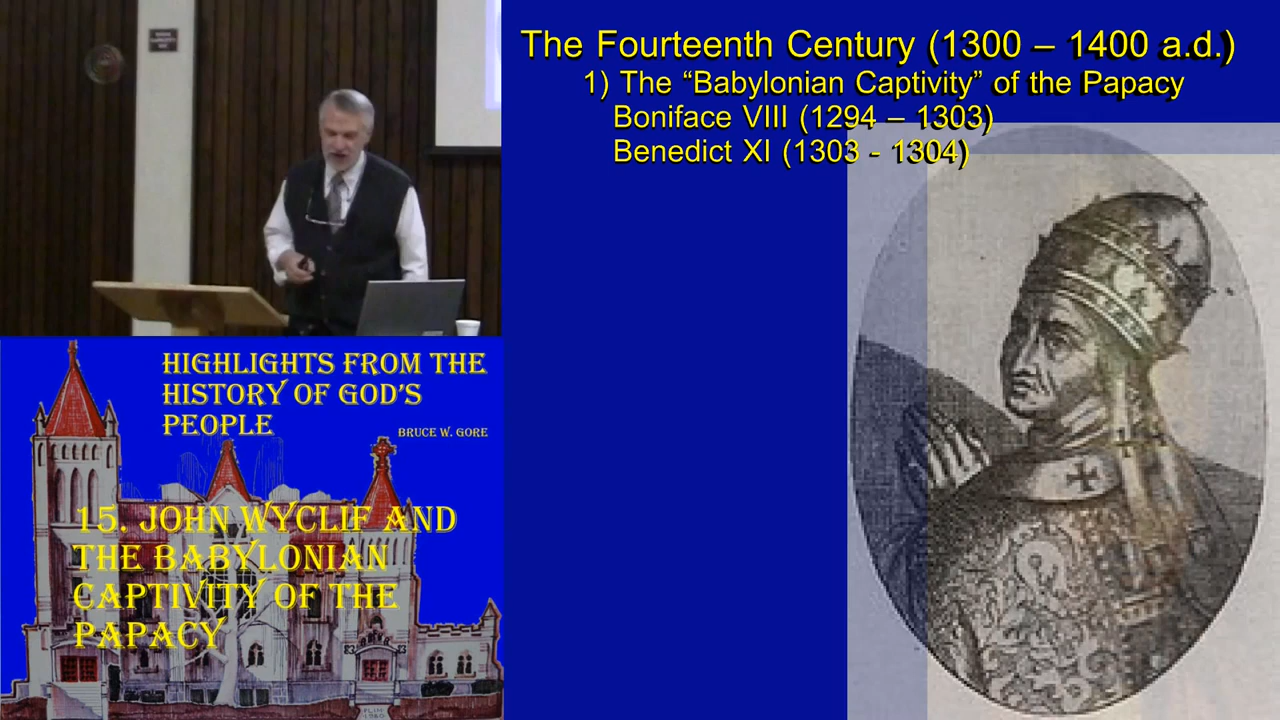 The Fourteenth Century (1300 – 1400 a.d.)
1) The “Babylonian Captivity” of the Papacy
Boniface VIII (1294 – 1303)
Benedict XI (1303 - 1304)
HIGHLIGHTS FROM THE
HISTORY OF GOD'S
PEOPLE
BRUCE W. GORE
15. JOHN WYCLIF AND
THE BABYLONIAN
CAPTIVITY OF THE
PAPACY